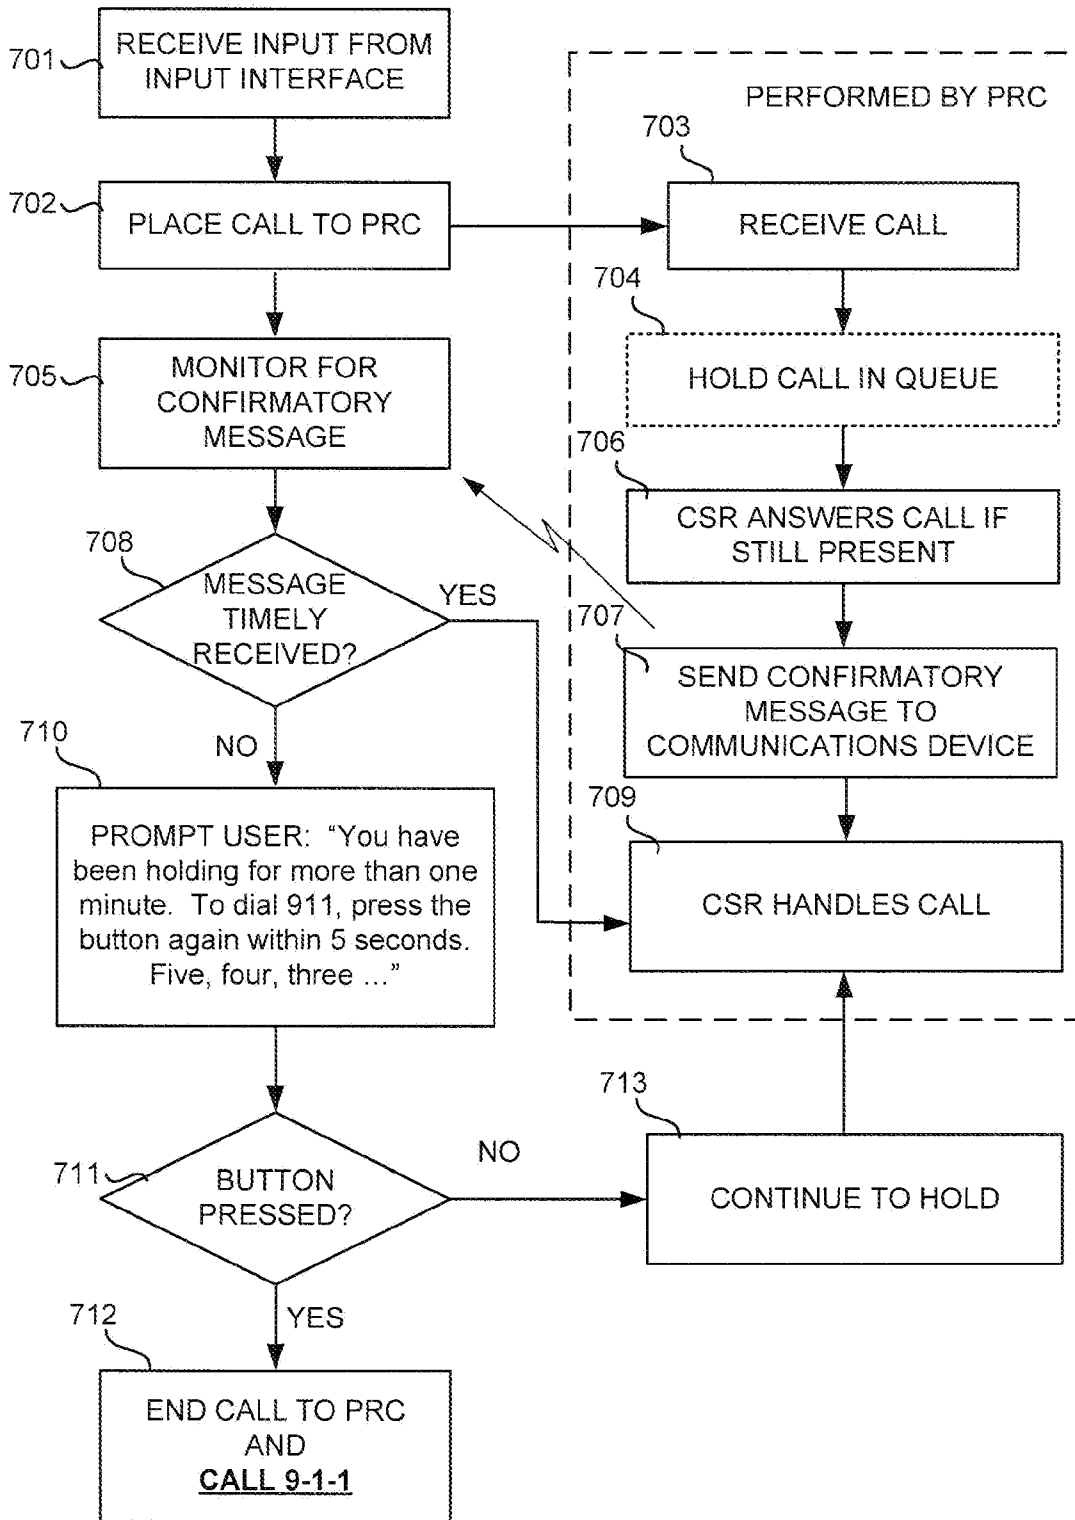 701
RECEIVE INPUT FROM
INPUT INTERFACE
PERFORMED BY PRC
702
PLACE CALL TO PRC
703
RECEIVE CALL
704
HOLD CALL IN QUEUE
705
MONITOR FOR
CONFIRMATORY
MESSAGE
706
CSR ANSWERS CALL IF
STILL PRESENT
707
SEND CONFIRMATORY
MESSAGE TO
COMMUNICATIONS DEVICE
708
MESSAGE
TIMELY
RECEIVED?
YES
NO
709
CSR HANDLES CALL
710
PROMPT USER: “You have
been holding for more than one
minute. To dial 911, press the
button again within 5 seconds.
Five, four, three ...”
711
BUTTON
PRESSED?
NO
YES
713
CONTINUE TO HOLD
712
END CALL TO PRC
AND
CALL 9-1-1